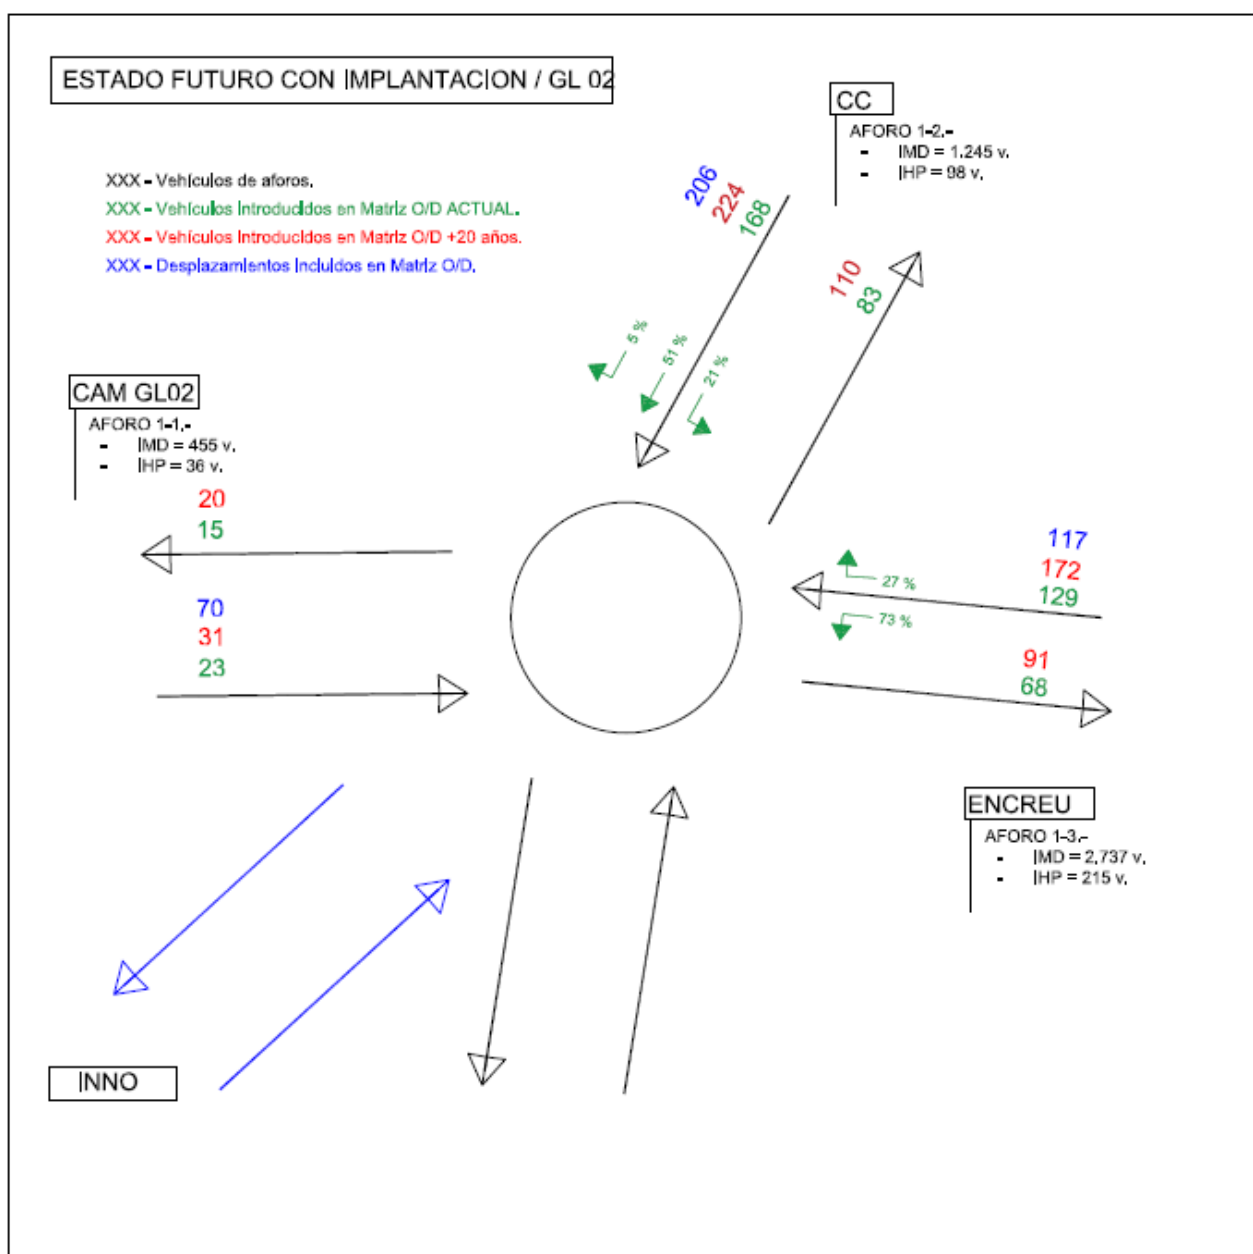 ESTADO FUTURO CON IMPLANTACION / GL 02
XXX - Vehículos de aforos.
XXX - Vehículos Introducidos en Matriz O/D ACTUAL.
XXX - Vehículos Introducidos en Matriz O/D +20 años.
XXX - Desplazamientos Incluidos en Matriz O/D.
CC
AFORO 1-2.-
- IMD = 1.245 v.
- IHP = 98 v.
206
224
168
110
83
5 %
51 %
21 %
CAM GL02
AFORO 1-1.-
- IMD = 455 v.
- IHP = 36 v.
20
15
70
31
23
117
172
129
27 %
73 %
91
68
ENCREU
AFORO 1-3.-
- IMD = 2,737 v.
- IHP = 215 v.
INNO